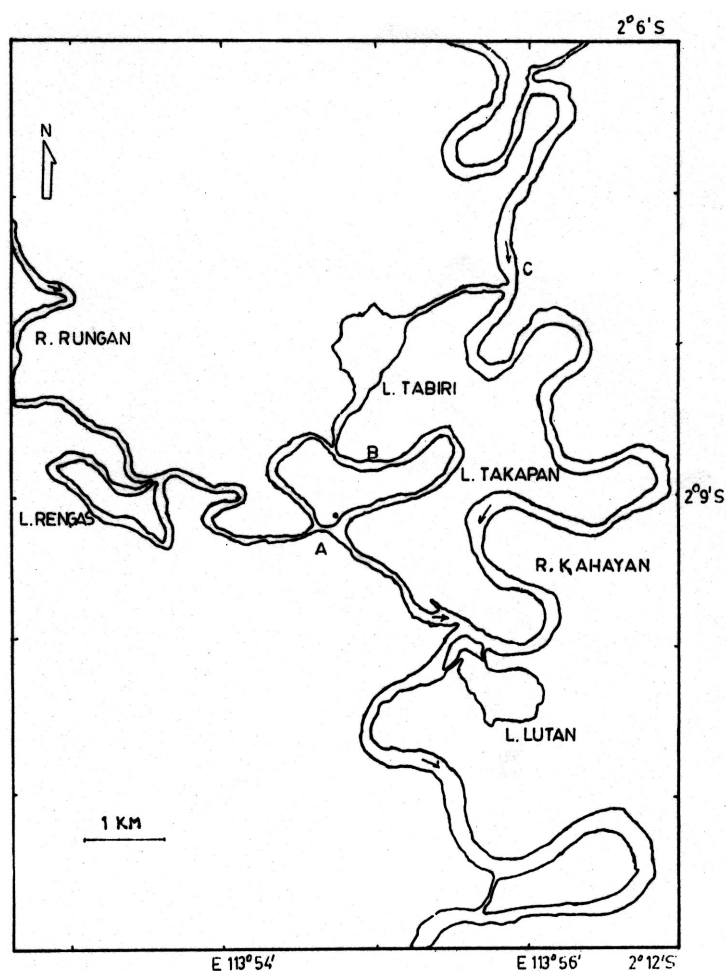 2°6'S
N
C
R. RUNGAN
L. TABIRI
B
L. TAKAPAN
2°9'S
L.RENGAS
A
R. KAHAYAN
L. LUTAN
1 KM
E 113°54'
E 113°56'
2°12'S